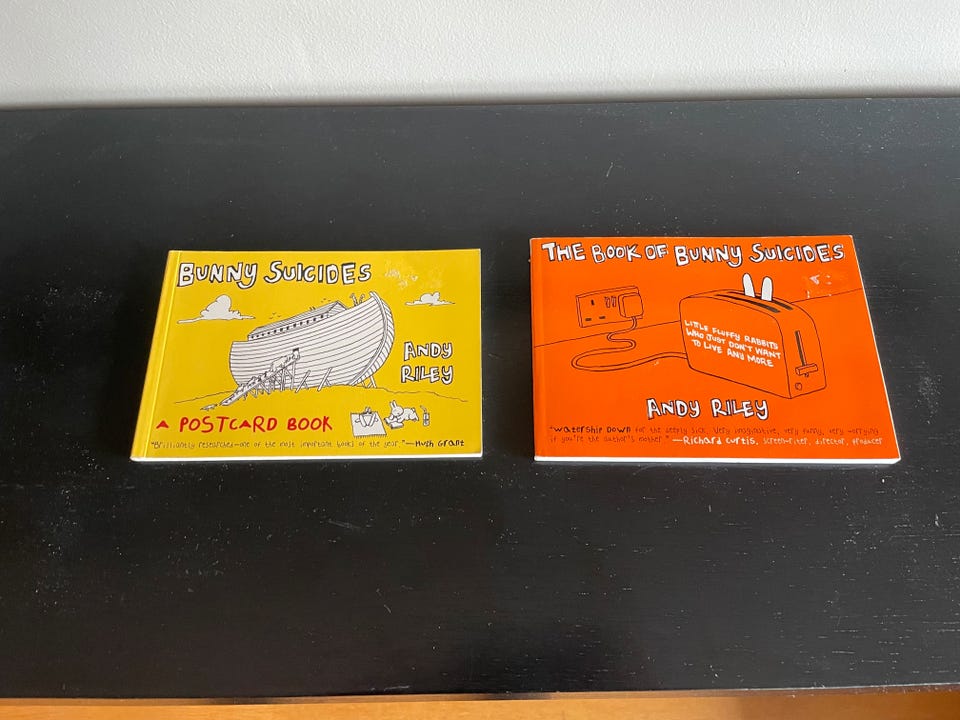 BUNNY SUICIDES
ANDY
RILEY
A POSTCARD BOOK
"Brilliantly researched—one of the most important books of the year."—Hugh Grant
THE BOOK OF BUNNY SUICIDES
LITTLE FLUFFY RABBITS
WHO JUST DON'T WANT
TO LIVE ANY MORE
ANDY RILEY
"Watership Down for the deeply sick. Very imaginative, very funny, very worrying
if you're the author's mother."—Richard Curtis, screen-riter, director, producer